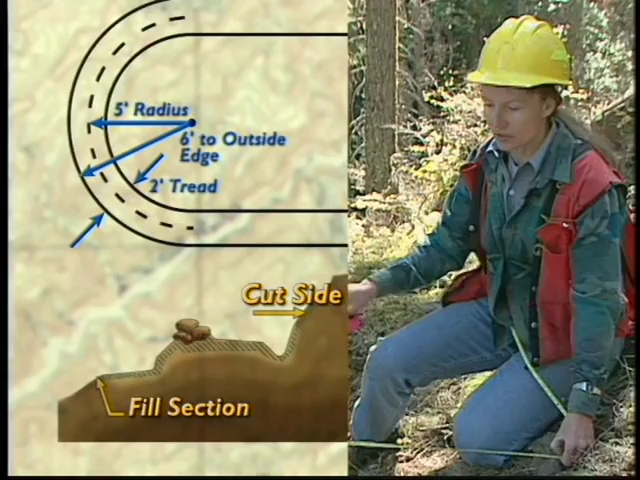 5' Radius
6' to Outside
Edge
2' Tread
Cut Side
Fill Section